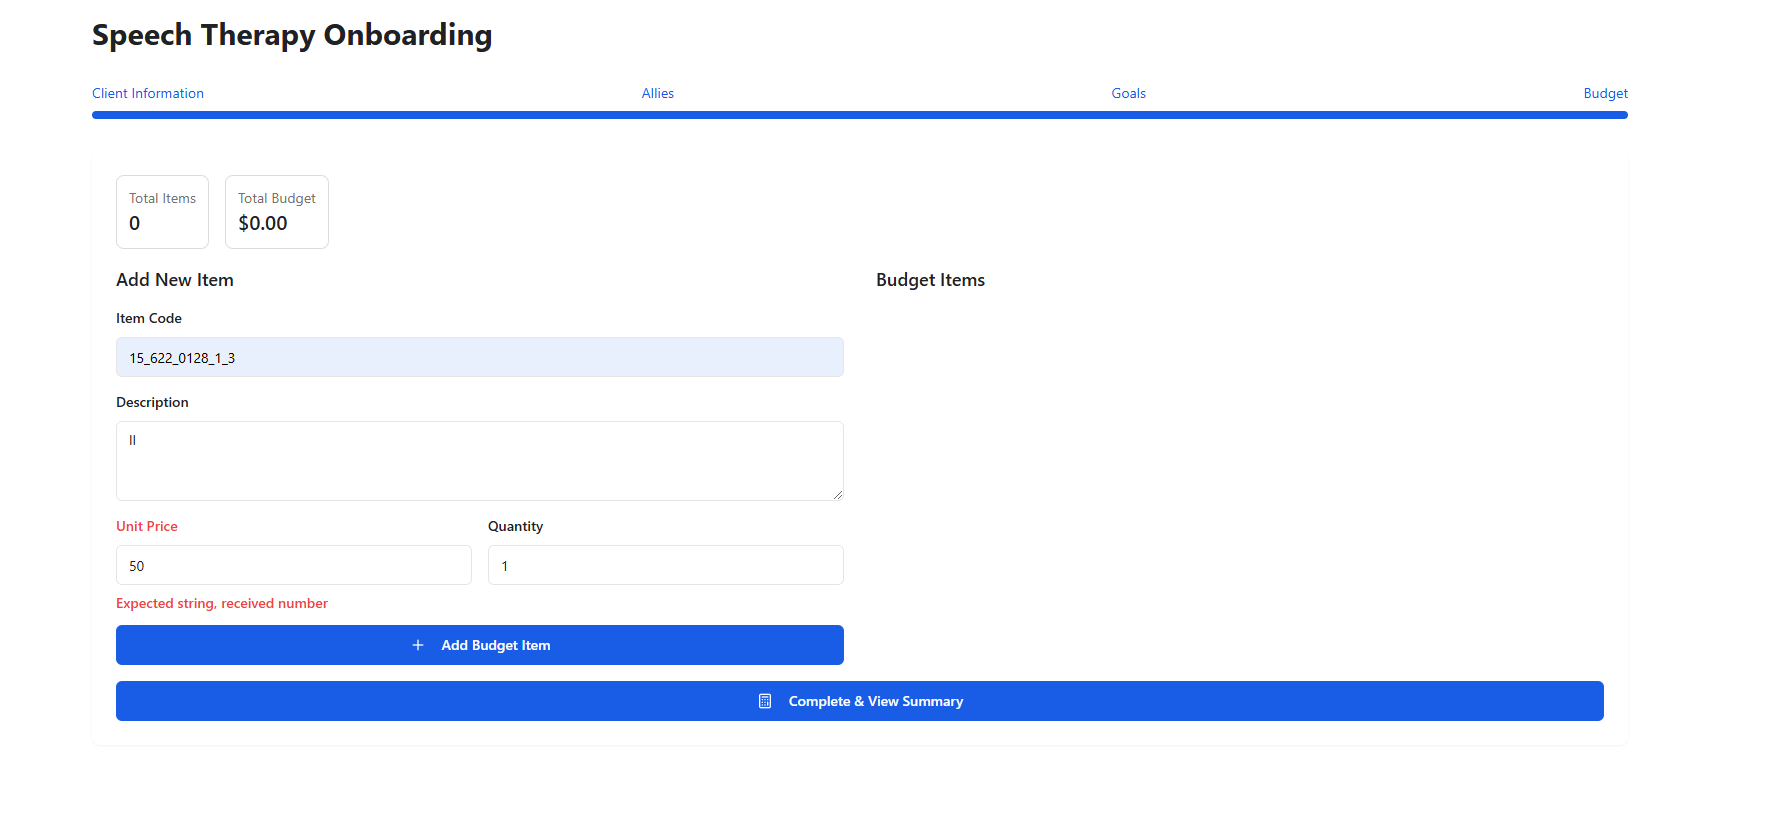 Speech Therapy Onboarding
Client Information Allies Goals Budget
Total Items Total Budget
0 $0.00
Add New Item
Item Code
15_622_0128_1_3
Description
ll
Unit Price Quantity
50 1
Expected string, received number
Add Budget Item
Budget Items
Complete & View Summary